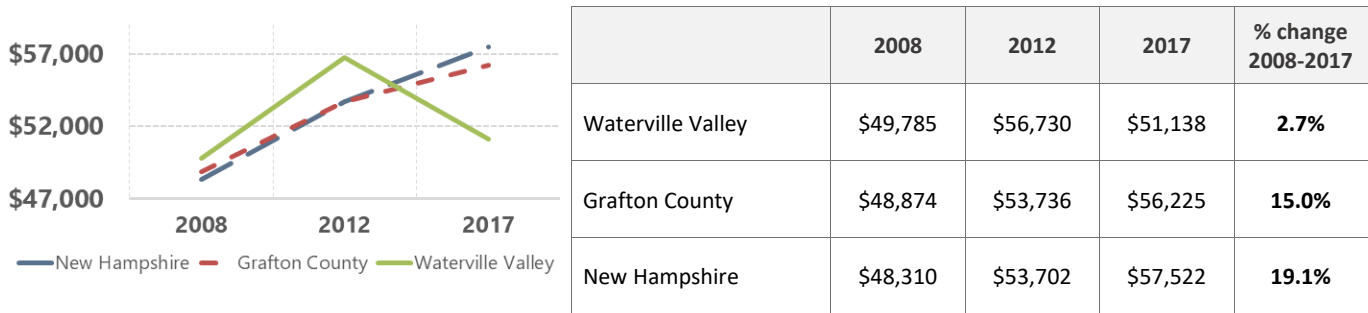 $57,000
$52,000
$47,000
2008 2012 2017
New Hampshire Grafton County Waterville Valley
2008 2012 2017 % change
2008-2017
Waterville Valley $49,785 $56,730 $51,138 2.7%
Grafton County $48,874 $53,736 $56,225 15.0%
New Hampshire $48,310 $53,702 $57,522 19.1%